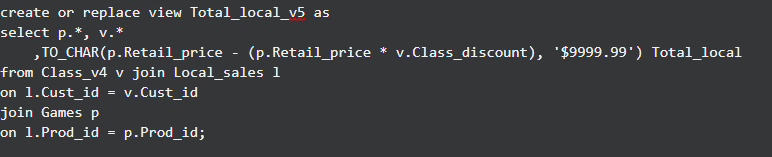 create or replace view Total_local_v5 as
select p.*, v.*
,TO_CHAR(p.Retail_price - (p.Retail_price * v.Class_discount), '$9999.99') Total_local
from Class_v4 v join Local_sales l
on l.Cust_id = v.Cust_id
join Games p
on l.Prod_id = p.Prod_id;